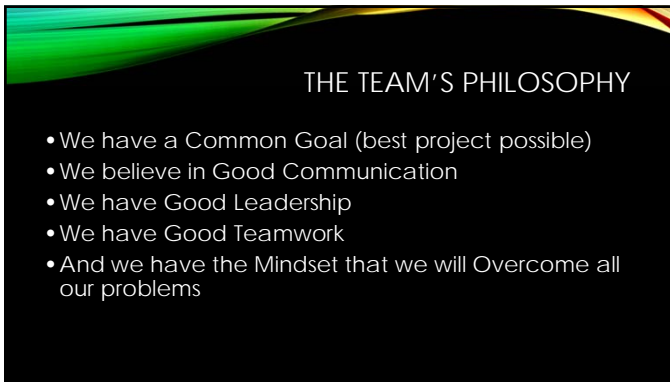 THE TEAM'S PHILOSOPHY
• We have a Common Goal (best project possible)
• We believe in Good Communication
• We have Good Leadership
• We have Good Teamwork
• And we have the Mindset that we will Overcome all
our problems